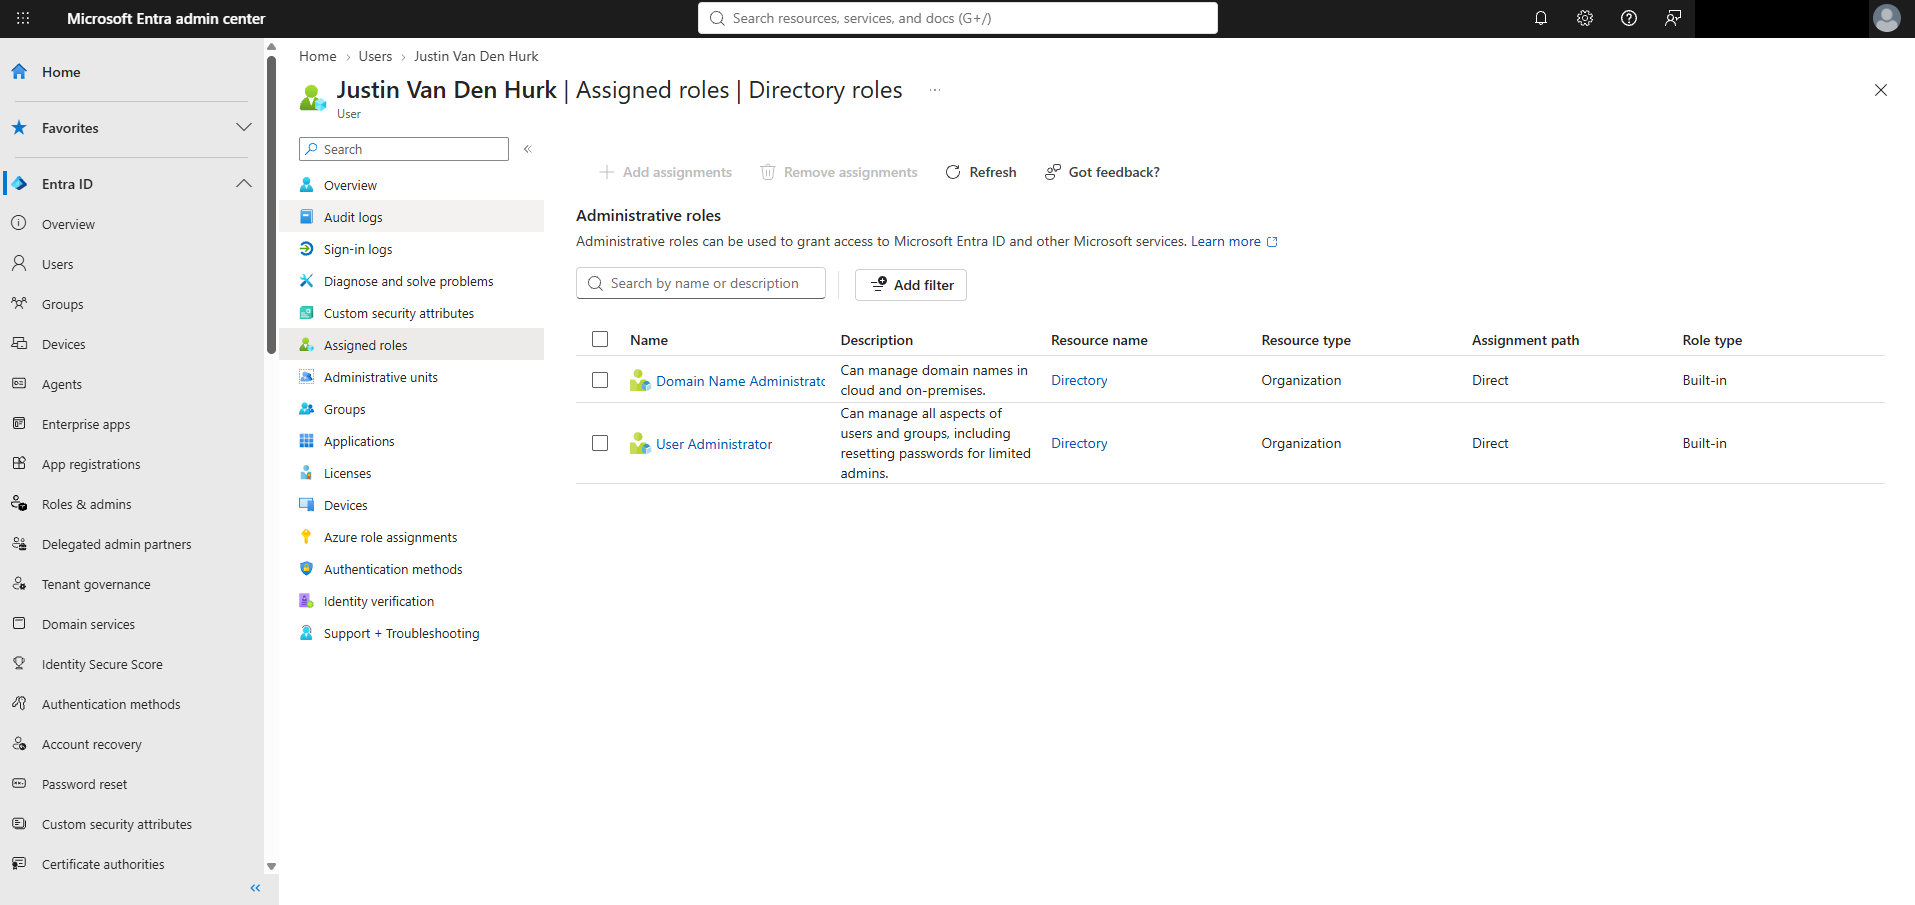 Microsoft Entra admin center
Search resources, services, and docs (G+/)
Home
Favorites
Entra ID
Overview
Users
Groups
Devices
Agents
Enterprise apps
App registrations
Roles & admins
Delegated admin partners
Tenant governance
Domain services
Identity Secure Score
Authentication methods
Account recovery
Password reset
Custom security attributes
Certificate authorities
Home > Users > Justin Van Den Hurk
Justin Van Den Hurk | Assigned roles | Directory roles
User
Search
Overview
Audit logs
Sign-in logs
Diagnose and solve problems
Custom security attributes
Assigned roles
Administrative units
Groups
Applications
Licenses
Devices
Azure role assignments
Authentication methods
Identity verification
Support + Troubleshooting
Add assignments Remove assignments Refresh Got feedback?
Administrative roles
Administrative roles can be used to grant access to Microsoft Entra ID and other Microsoft services. Learn more
Search by name or description
Add filter
Name Description Resource name Resource type Assignment path Role type
Domain Name Administrato
Can manage domain names in
cloud and on-premises.
Directory Organization Direct Built-in
User Administrator
Can manage all aspects of
users and groups, including
resetting passwords for limited
admins.
Directory Organization Direct Built-in